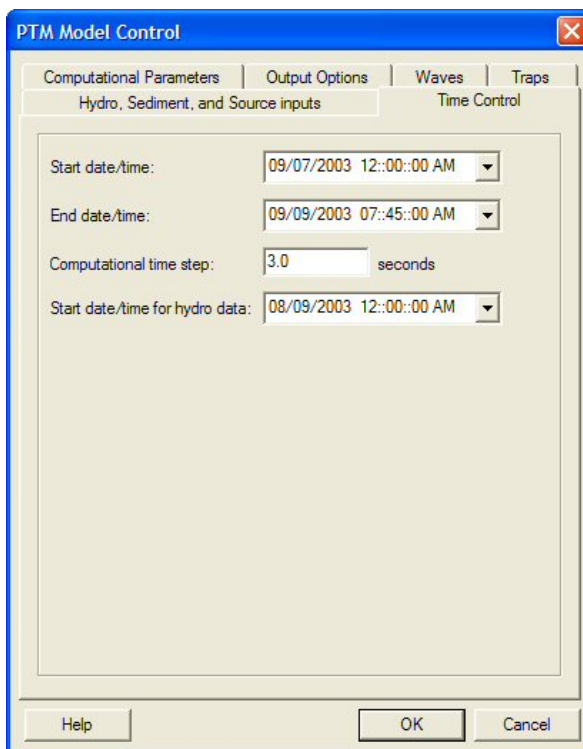 PTM Model Control
Computational Parameters Output Options Waves Traps
Hydro, Sediment, and Source inputs Time Control
Start date/time: 09/07/2003 12::00::00 AM
End date/time: 09/09/2003 07::45::00 AM
Computational time step: 3.0 seconds
Start date/time for hydro data: 08/09/2003 12::00::00 AM
Help OK Cancel